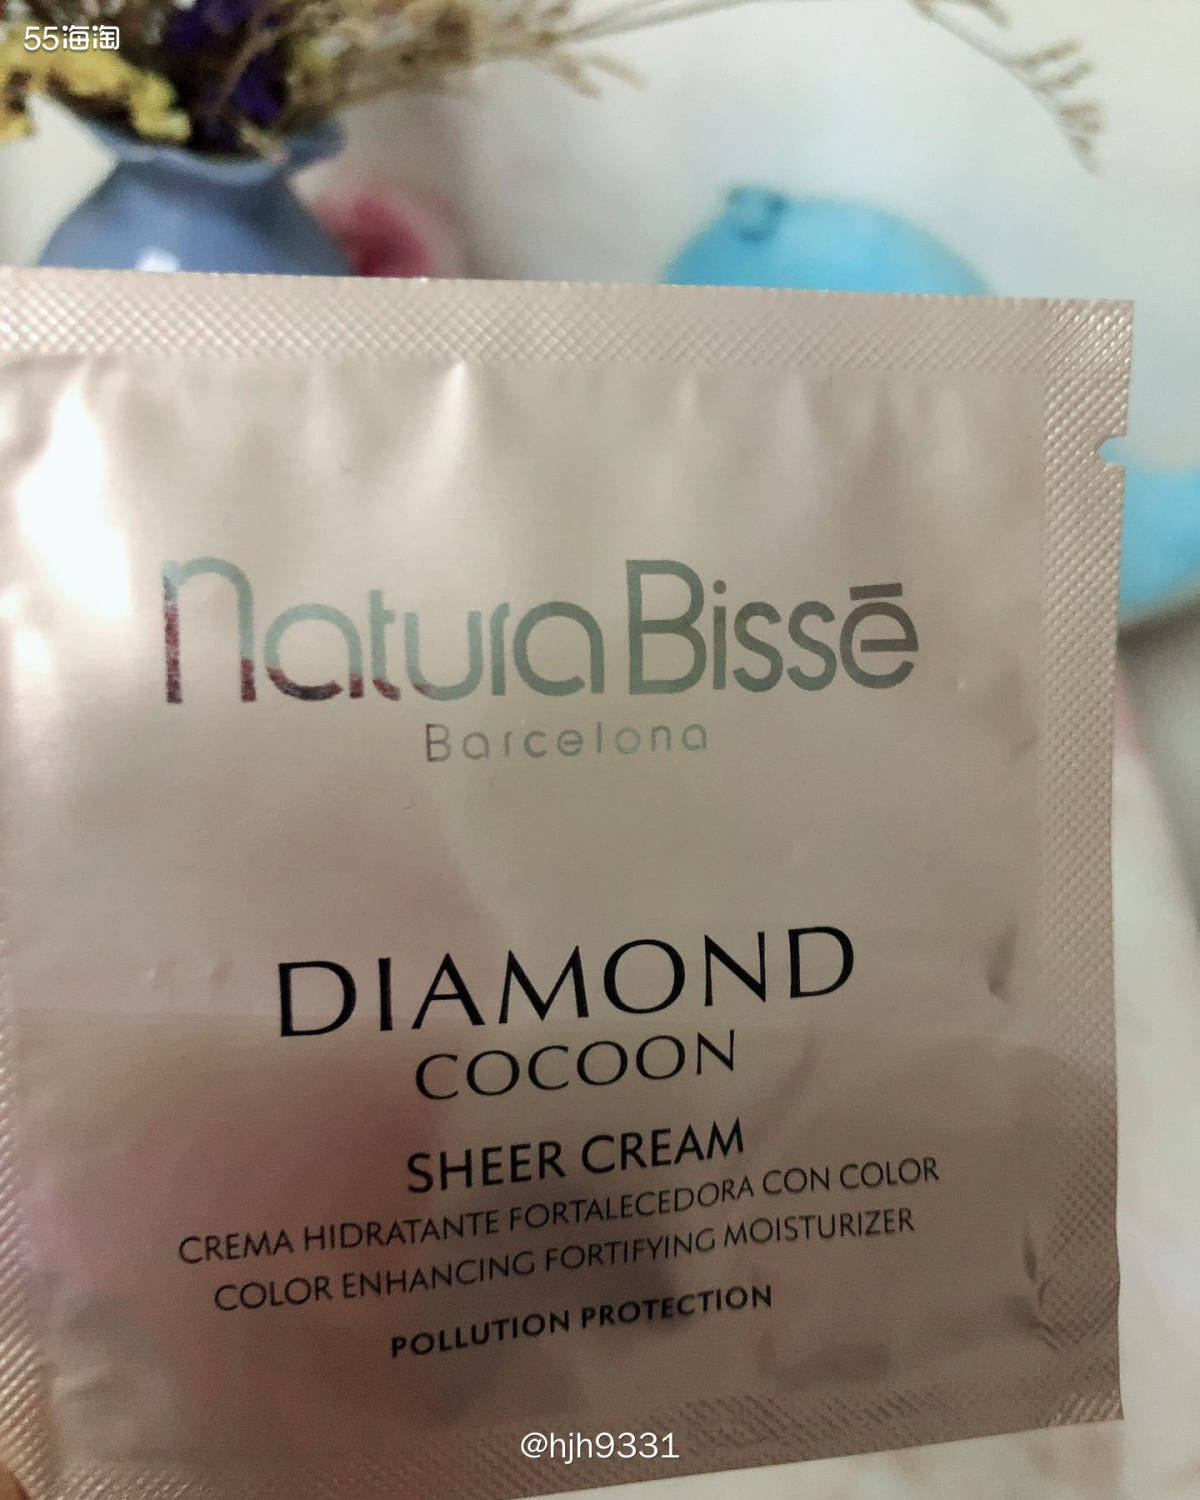 55海淘
natura Bissē
Barcelona
DIAMOND
COCOON
SHEER CREAM
CREMA HIDRATANTE FORTALECEDORA CON COLOR
COLOR ENHANCING FORTIFYING MOISTURIZER
POLLUTION PROTECTION
@hjh9331